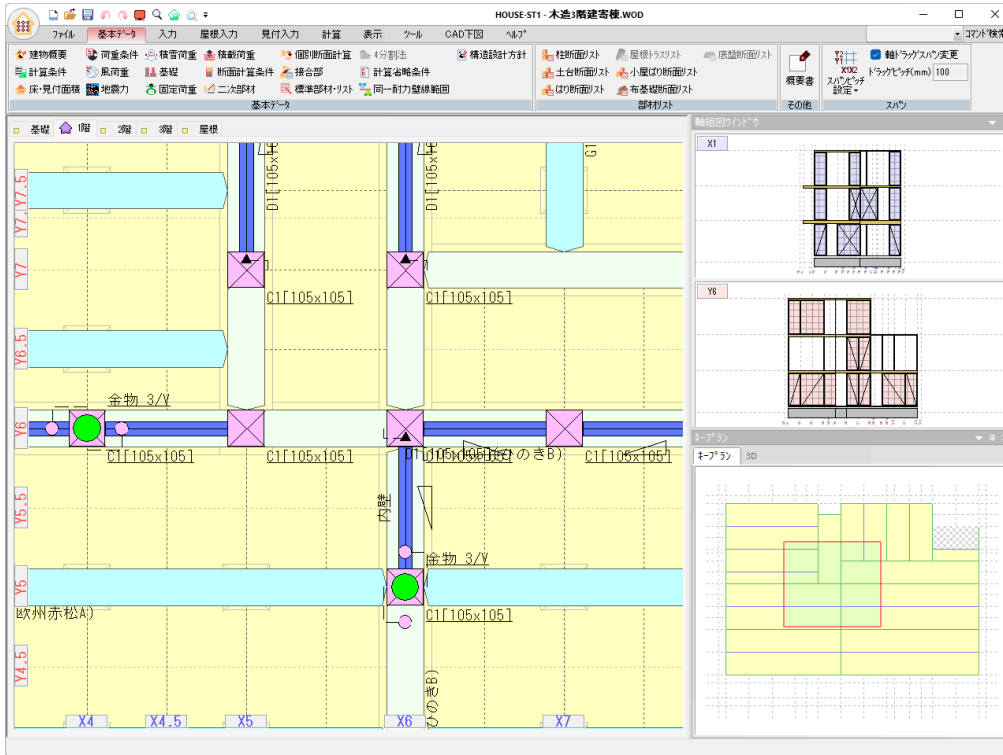 HOUSE-ST1 - 木造3階建寄棟.WOD
ﾌｧｲﾙ 基本ﾃﾞｰﾀ 入力 屋根入力 見付入力 計算 表示 ﾂｰﾙ CAD下図 ﾍﾙﾌﾟ ｺﾏﾝﾄﾞ検索
建物概要 荷重条件 積雪荷重 積載荷重 個別断面計算 4分割法 構造設計方針 柱断面ﾘｽﾄ 屋根トラスﾘｽﾄ 底盤断面ﾘｽﾄ 軸ﾄﾞﾗｯｸﾞｽﾊﾟﾝ変更
計算条件 風荷重 基礎 断面計算条件 接合部 計算省略条件 土台断面ﾘｽﾄ 小屋ばり断面ﾘｽﾄ 概要書 ｽﾊﾟﾝﾋﾟｯﾁ設定 ﾄﾞﾗｯｸﾞﾋﾟｯﾁ(mm) 100
床・見付面積 地震力 固定荷重 二次部材 標準部材・ﾘｽﾄ 同一耐力壁線範囲 はり断面ﾘｽﾄ 布基礎断面ﾘｽﾄ
基本ﾃﾞｰﾀ 部材ﾘｽﾄ その他 ｽﾊﾟﾝ
基礎 1階 2階 3階 屋根
軸組図ｳｲﾝﾄﾞｳ
X1
Y6
ｷｰﾌﾟﾗﾝ
ｷｰﾌﾟﾗﾝ 3D
Y7.5
D1[105x1
D1[105x1
G1
Y7
C1[105x105]
C1[105x105]
Y6.5
金物 3/V
Y6
C1[105x105]
C1[105x105]
C1[105x105]
Y5.5
内壁
金物 3/V
Y5
欧州赤松A)
C1[105x105]
Y4.5
ひのきB)
X4 X4.5 X5 X6 X7